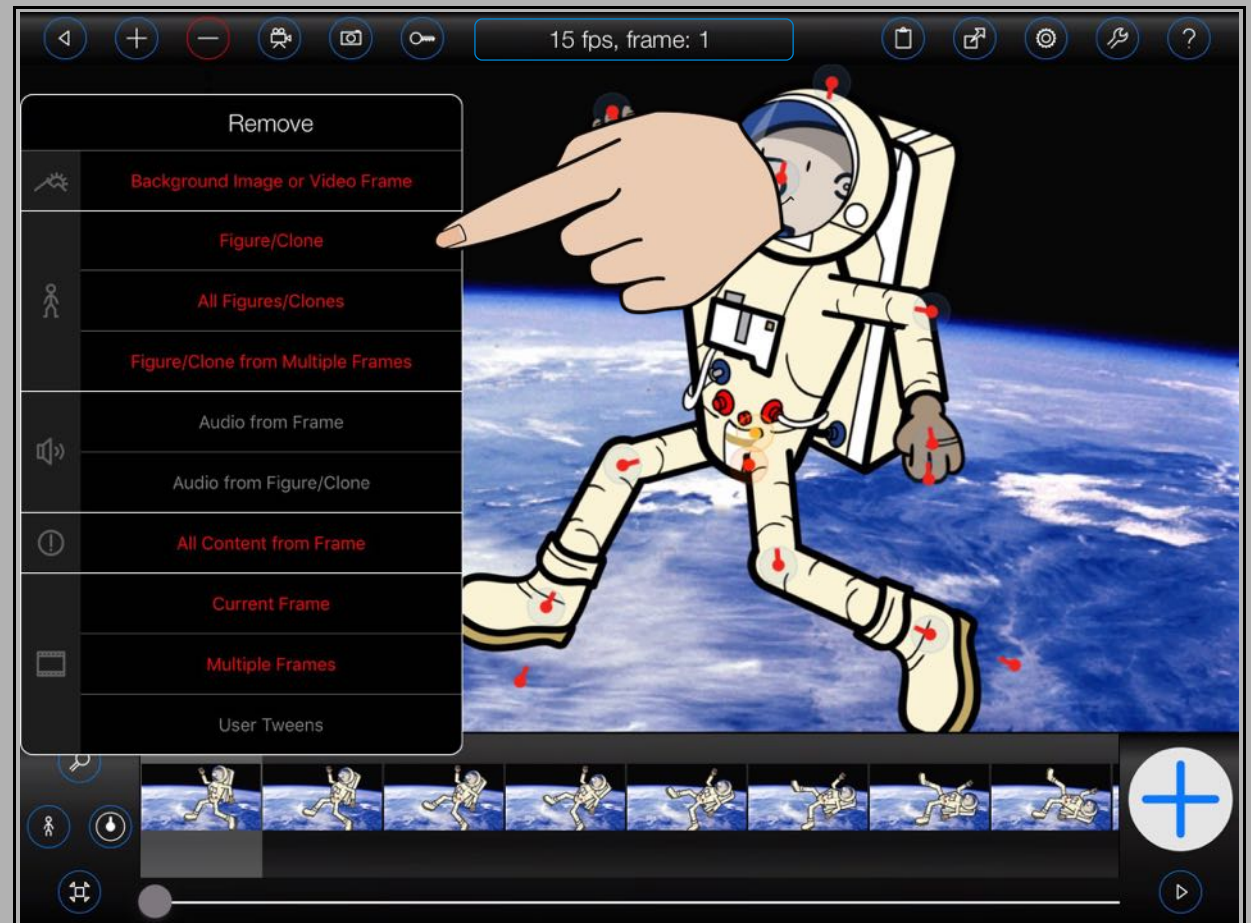 15 fps, frame: 1
?
Remove
Background Image or Video Frame
Figure/Clone
All Figures/Clones
Figure/Clone from Multiple Frames
Audio from Frame
Audio from Figure/Clone
All Content from Frame
Current Frame
Multiple Frames
User Tweens